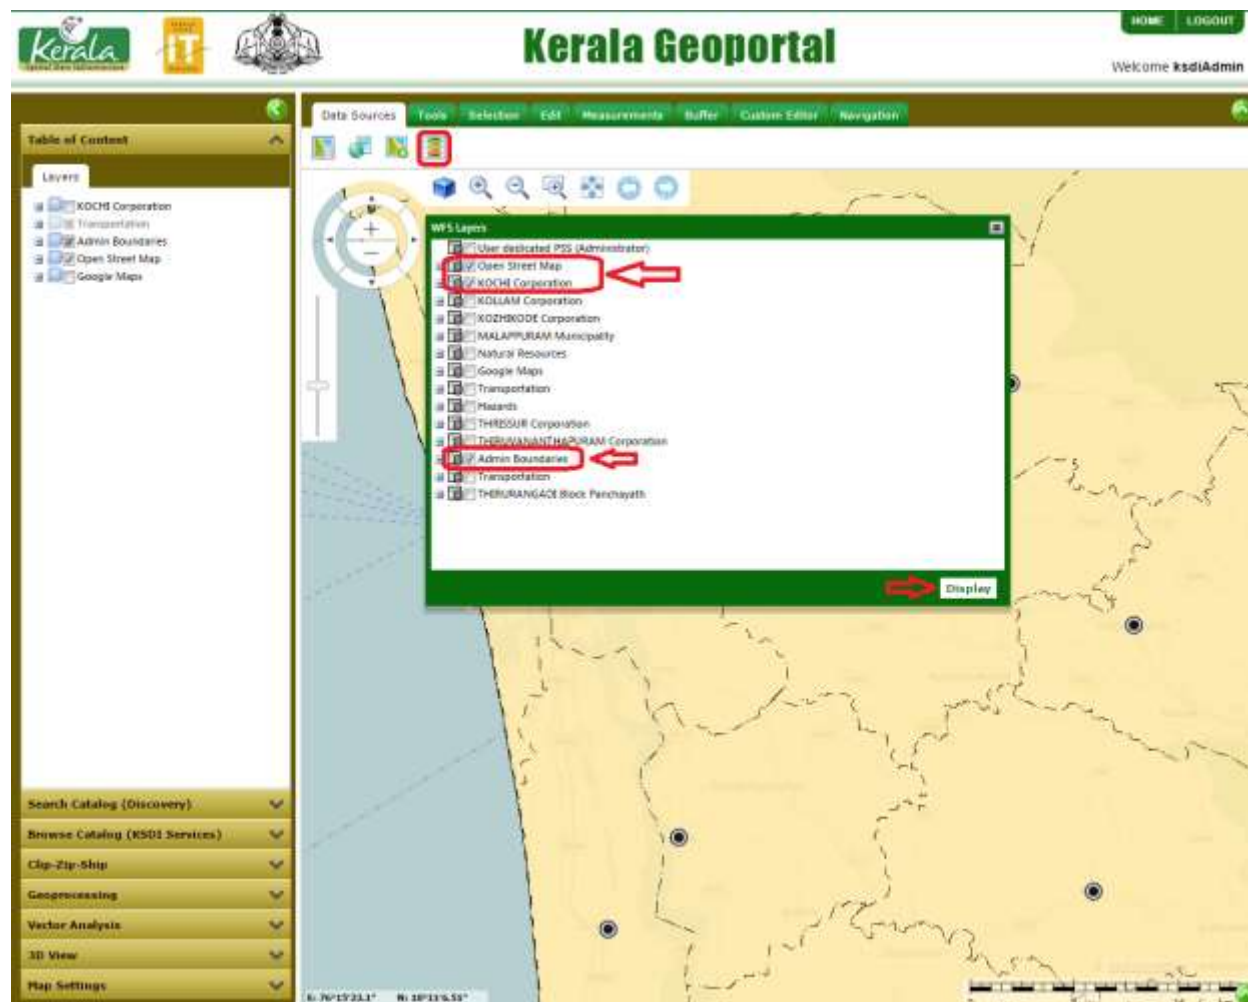 Kerala
iT
Kerala Geoportal
HOME
LOGOUT
Welcome ksdiAdmin
Data Sources
Tools
Selection
Edit
Measurements
Buffer
Custom Editor
Navigation
Table of Content
Layers
KOCHI Corporation
Transportation
Admin Boundaries
Open Street Map
Google Maps
WFS Layers
User dedicated PSS (Administrator)
Open Street Map
KOCHI Corporation
KOLLAM Corporation
KOZHIKODE Corporation
MALAPPURAM Municipality
Natural Resources
Google Maps
Transportation
Hazards
THRISSUR Corporation
THIRUVANANTHAPURAM Corporation
Admin Boundaries
Transportation
THIRURANGADI Block Panchayath
Display
Search Catalog (Discovery)
Browse Catalog (KSDI Services)
Clip-Zip-Ship
Geoprocessing
Vector Analysis
3D View
Map Settings